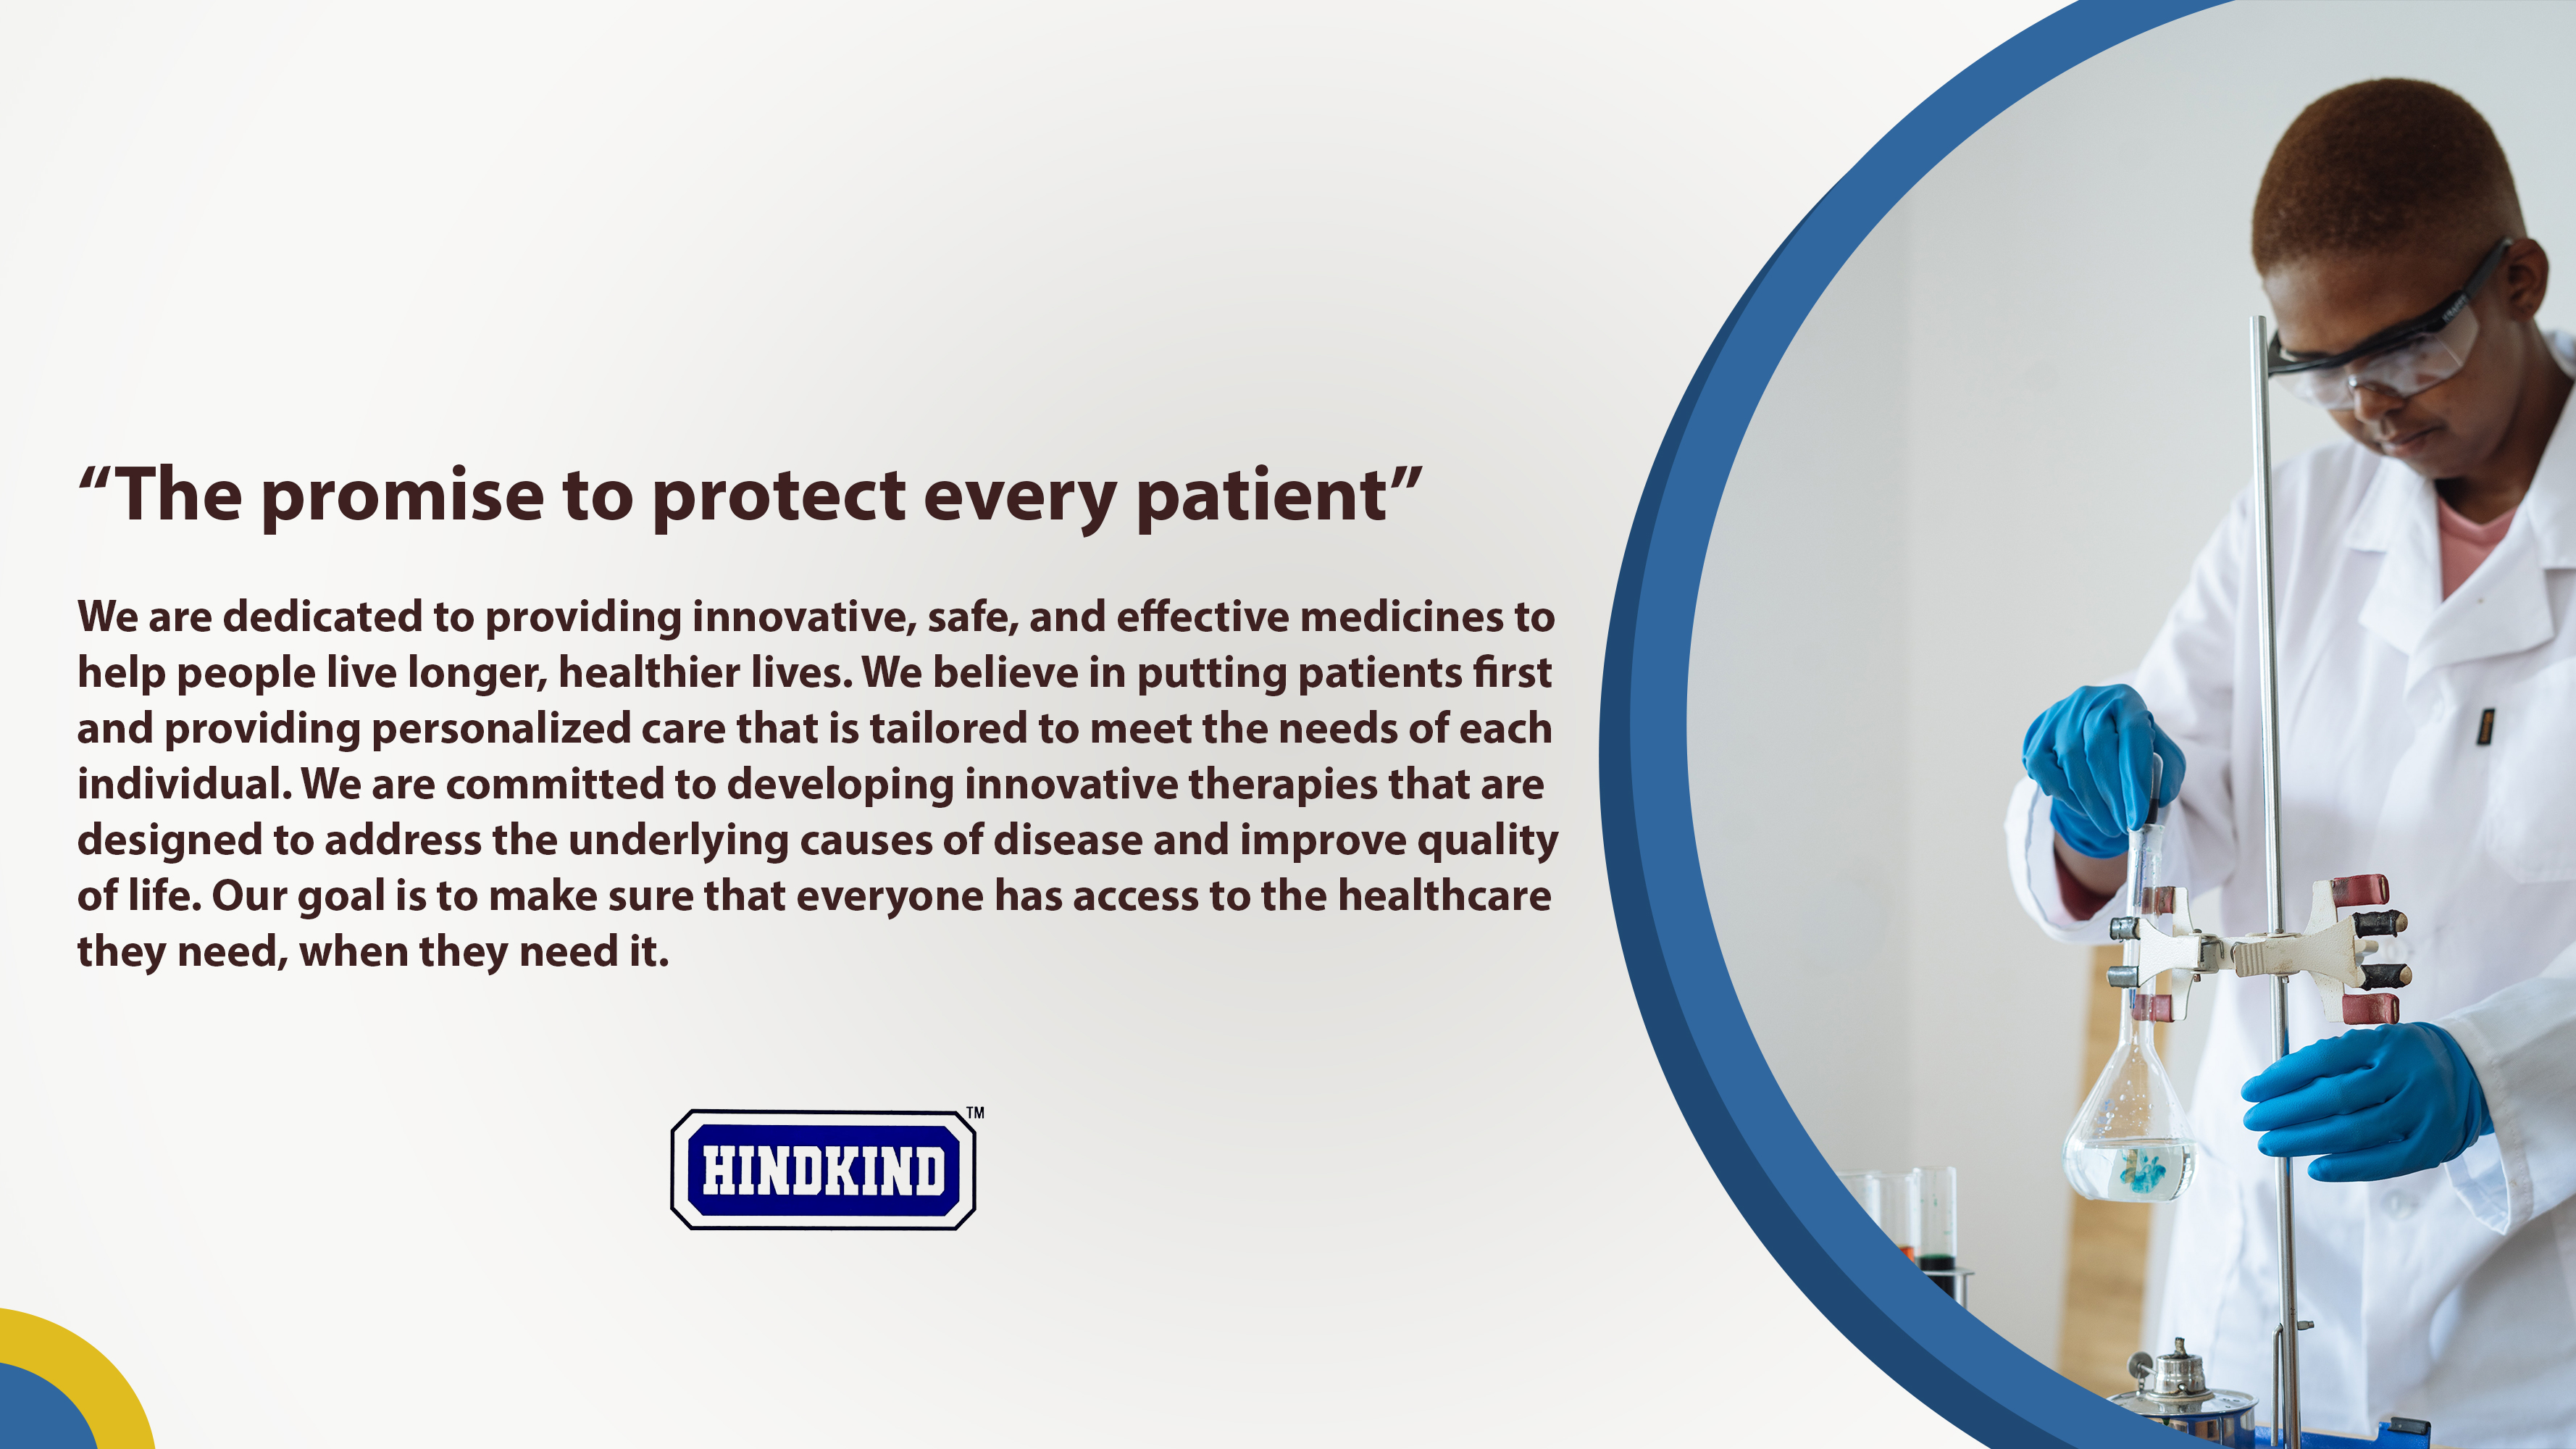 “The promise to protect every patient”
We are dedicated to providing innovative, safe, and effective medicines to
help people live longer, healthier lives. We believe in putting patients first
and providing personalized care that is tailored to meet the needs of each
individual. We are committed to developing innovative therapies that are
designed to address the underlying causes of disease and improve quality
of life. Our goal is to make sure that everyone has access to the healthcare
they need, when they need it.
HINDKIND™